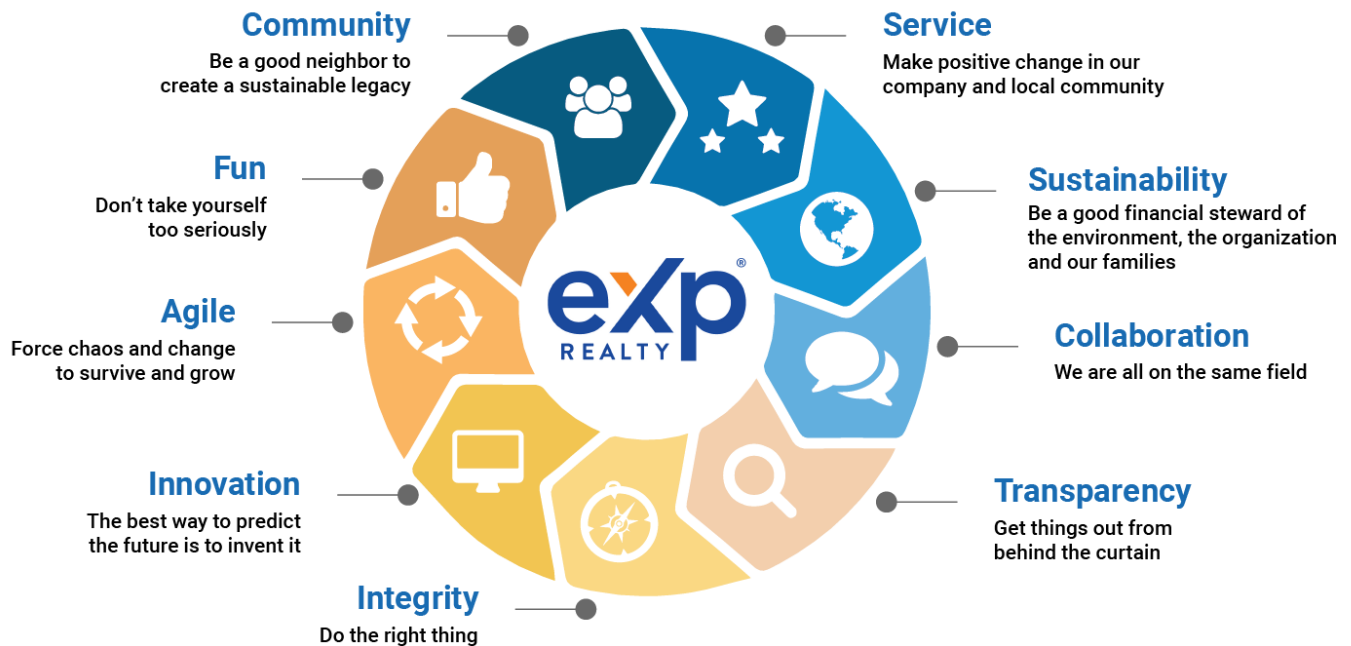 Community
Be a good neighbor to
create a sustainable legacy
Service
Make positive change in our
company and local community
Fun
Don’t take yourself
too seriously
Sustainability
Be a good financial steward of
the environment, the organization
and our families
eXp®
REALTY
Agile
Force chaos and change
to survive and grow
Collaboration
We are all on the same field
Innovation
The best way to predict
the future is to invent it
Transparency
Get things out from
behind the curtain
Integrity
Do the right thing